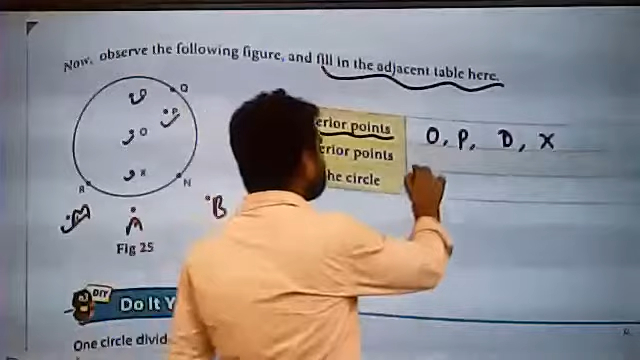 Now, observe the following figure, and fill in the adjacent table here.
Q
P
O
X
R
N
M
A
B
Fig 25
erior points
O, P, D, X
erior points
he circle
DIY
Do It Y
One circle divid